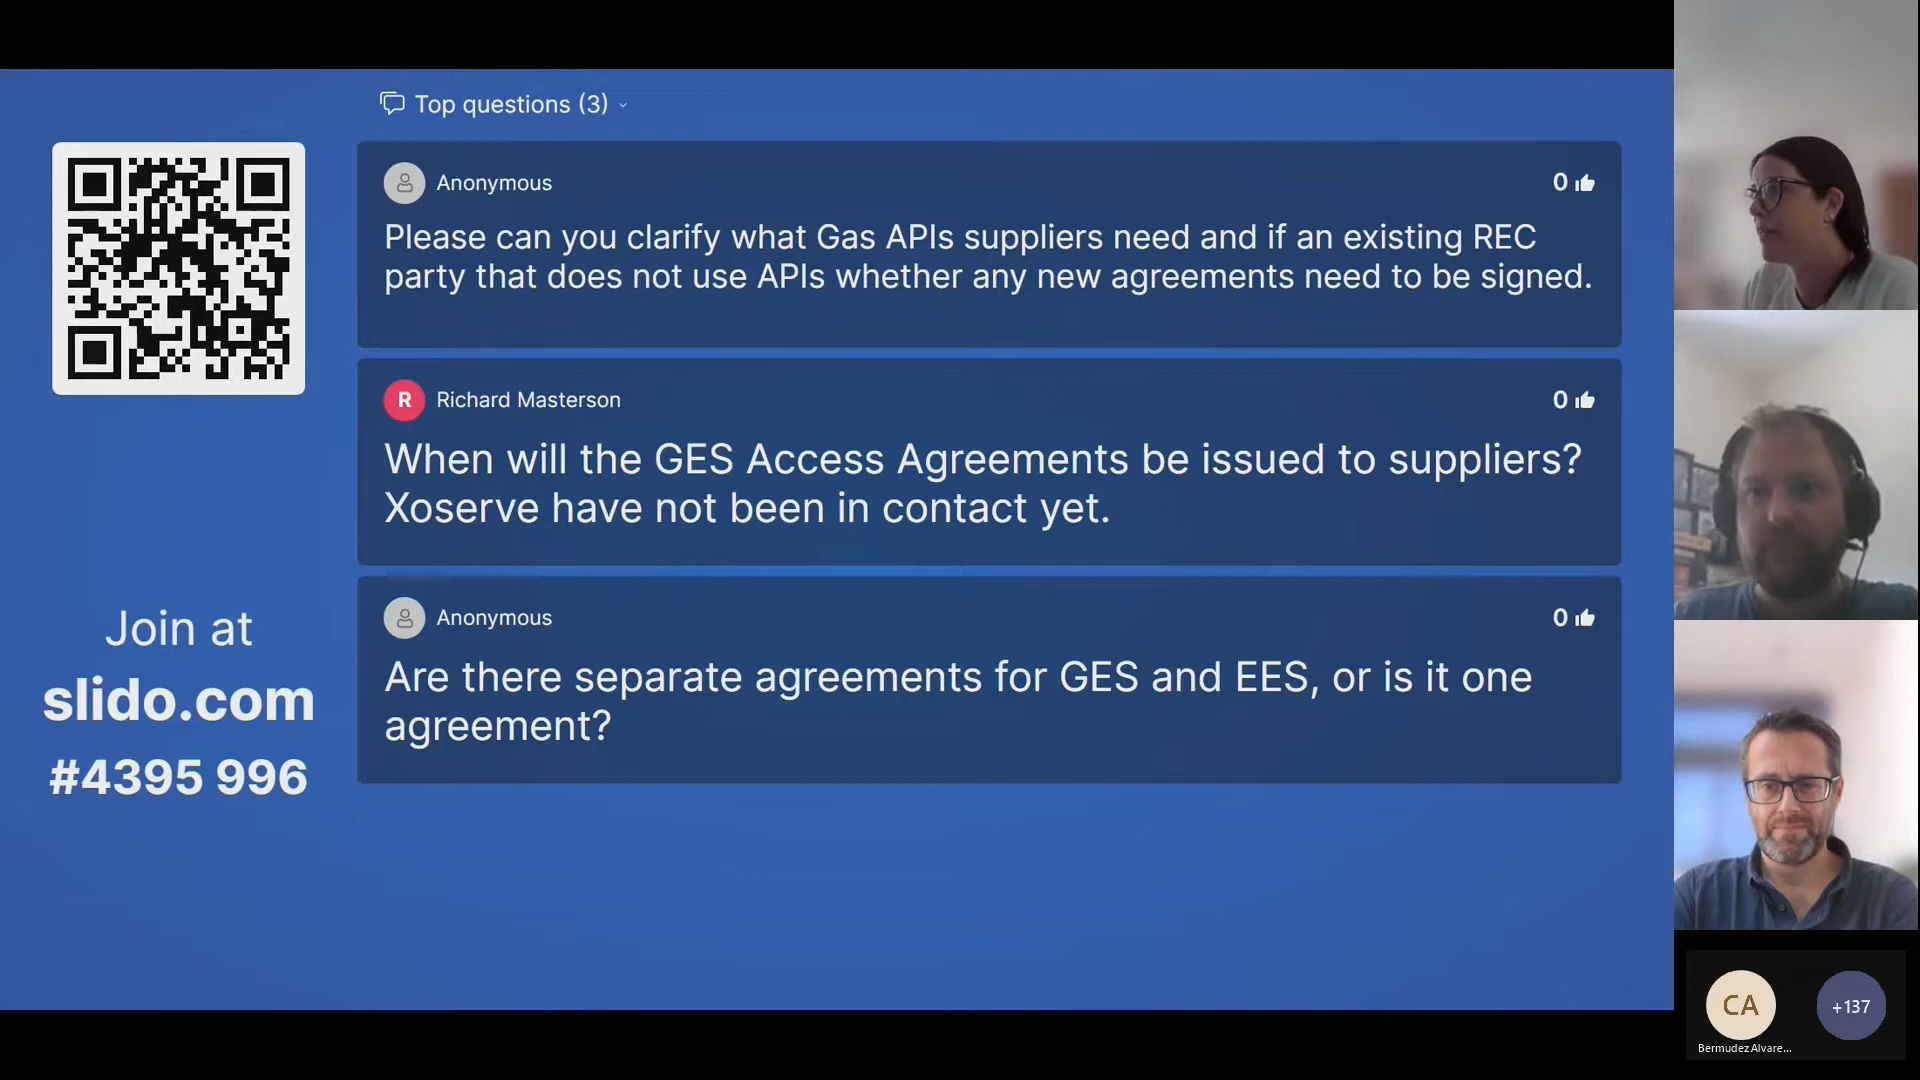 Top questions (3)
Anonymous
0
Please can you clarify what Gas APIs suppliers need and if an existing REC
party that does not use APIs whether any new agreements need to be signed.
R
Richard Masterson
0
When will the GES Access Agreements be issued to suppliers?
Xoserve have not been in contact yet.
Anonymous
0
Are there separate agreements for GES and EES, or is it one
agreement?
Join at
slido.com
#4395 996
CA
+137
Bermudez Alvare...